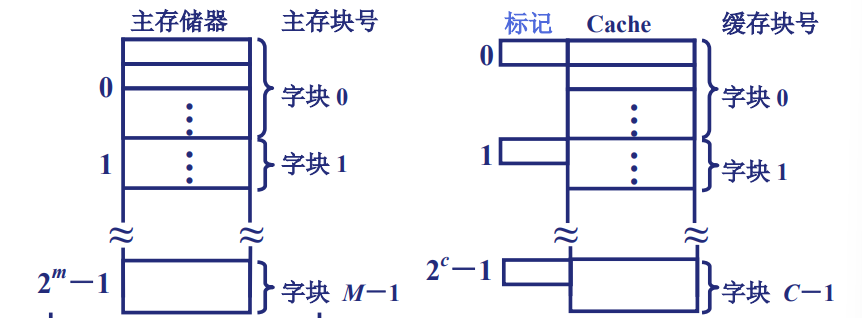 主存储器 主存块号 标记 Cache 缓存块号
0 字块 0 0 字块 0
1 字块 1 1 字块 1
2^m－1 字块 M－1 2^c－1 字块 C－1